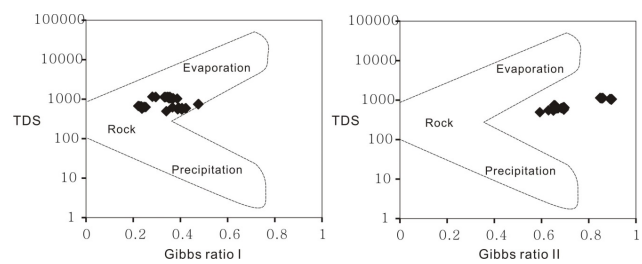 100000
10000
1000
100
10
1
TDS
Evaporation
Rock
Precipitation
0 0.2 0.4 0.6 0.8 1
Gibbs ratio I
100000
10000
1000
100
10
1
TDS
Evaporation
Rock
Precipitation
0 0.2 0.4 0.6 0.8 1
Gibbs ratio II